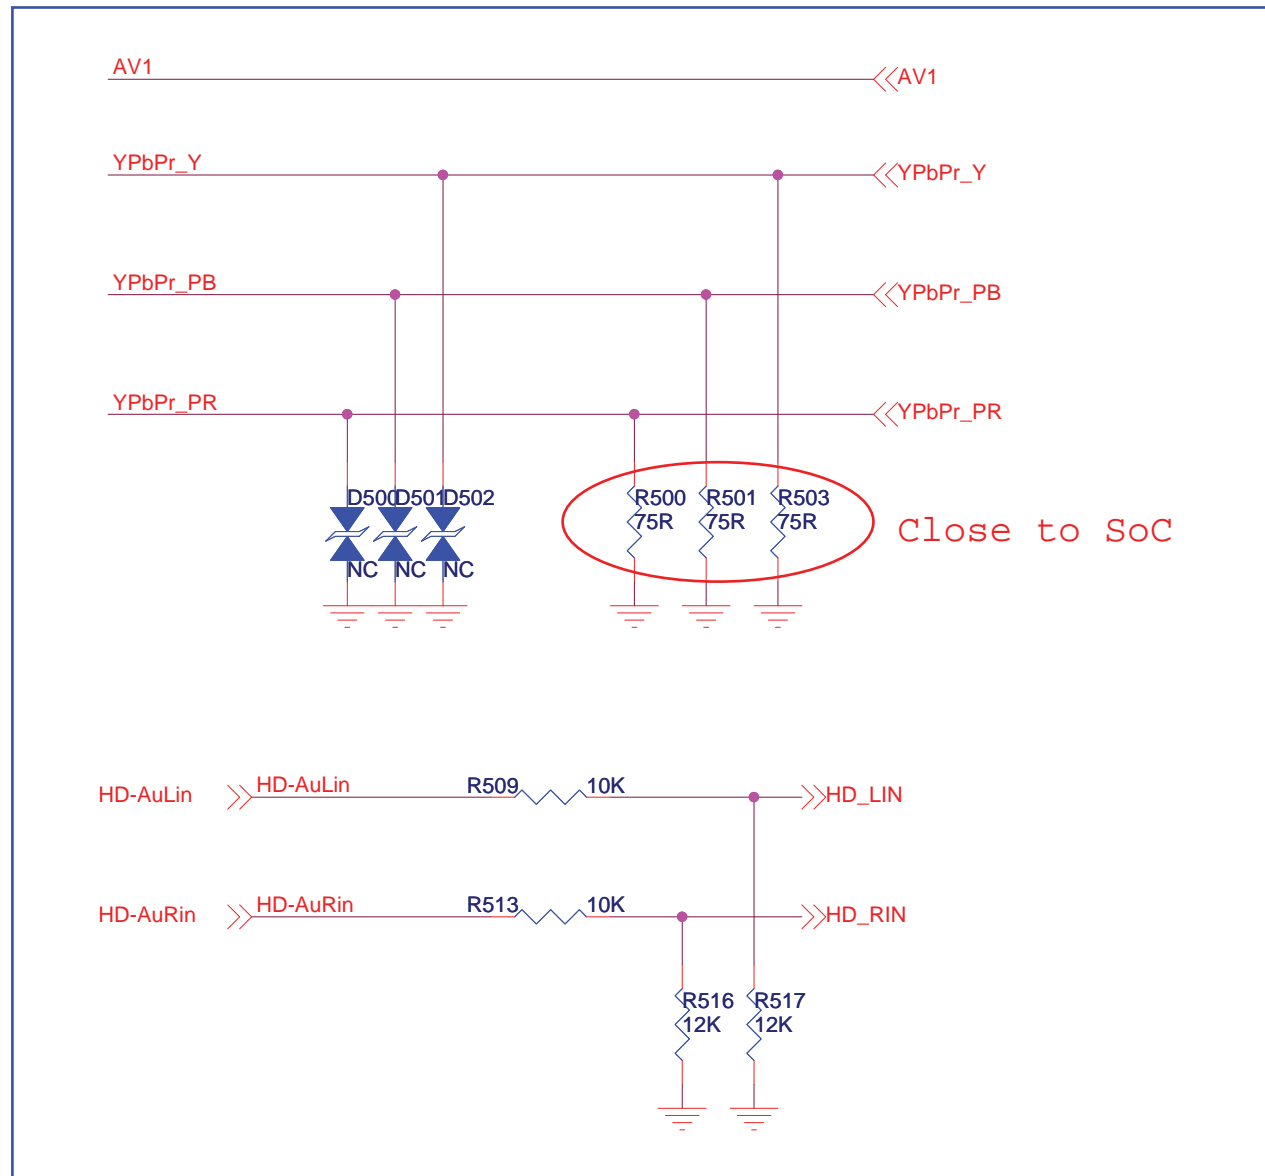 AV1 AV1
YPbPr_Y YPbPr_Y
YPbPr_PB YPbPr_PB
YPbPr_PR YPbPr_PR
D500 D501 D502 R500 R501 R503
75R 75R 75R
Close to SoC
NC NC NC
HD-AuLin HD-AuLin R509 10K HD_LIN
HD-AuRin HD-AuRin R513 10K HD_RIN
R516 R517
12K 12K